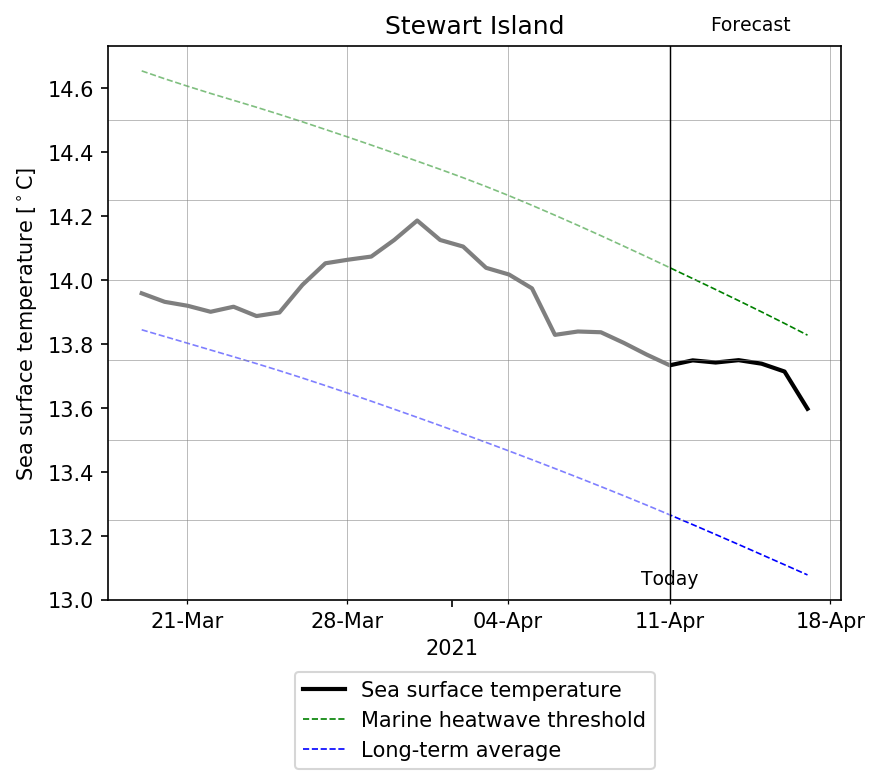 Stewart Island
Forecast
Sea surface temperature [°C]
14.6
14.4
14.2
14.0
13.8
13.6
13.4
13.2
13.0
Today
21-Mar
28-Mar
04-Apr
11-Apr
18-Apr
2021
Sea surface temperature
Marine heatwave threshold
Long-term average